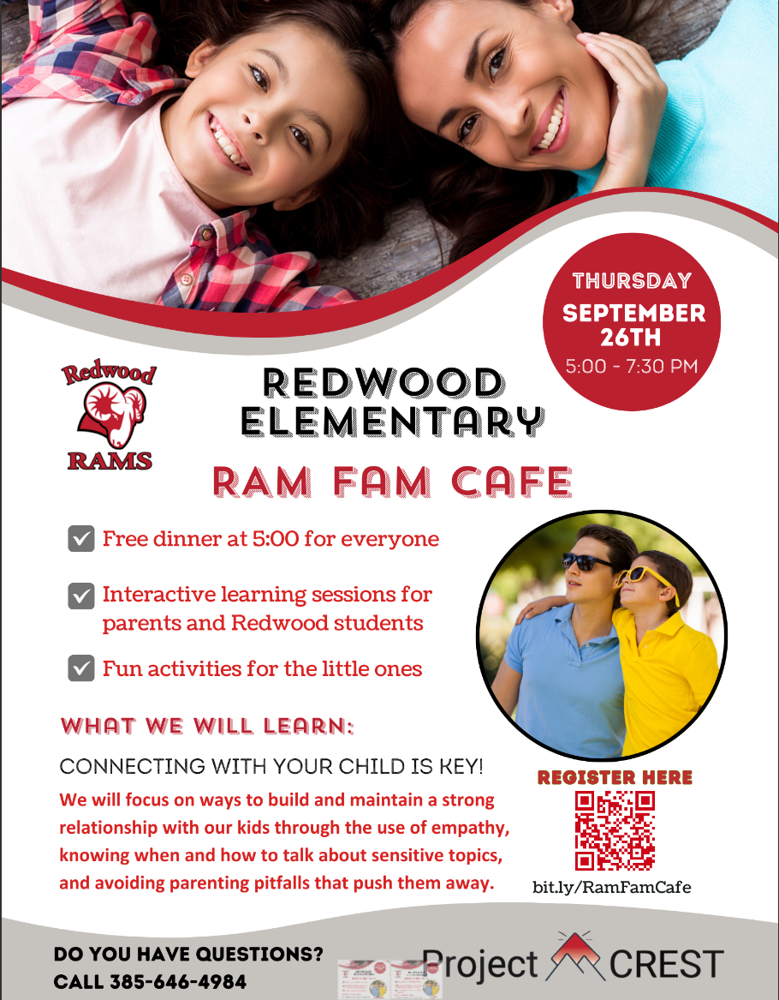 THURSDAY
SEPTEMBER
26TH
5:00 - 7:30 PM
Redwood
RAMS
REDWOOD
ELEMENTARY
RAM FAM CAFE
Free dinner at 5:00 for everyone
Interactive learning sessions for
parents and Redwood students
Fun activities for the little ones
WHAT WE WILL LEARN:
CONNECTING WITH YOUR CHILD IS KEY!
We will focus on ways to build and maintain a strong
relationship with our kids through the use of empathy,
knowing when and how to talk about sensitive topics,
and avoiding parenting pitfalls that push them away.
REGISTER HERE
bit.ly/RamFamCafe
DO YOU HAVE QUESTIONS?
CALL 385-646-4984
Project CREST